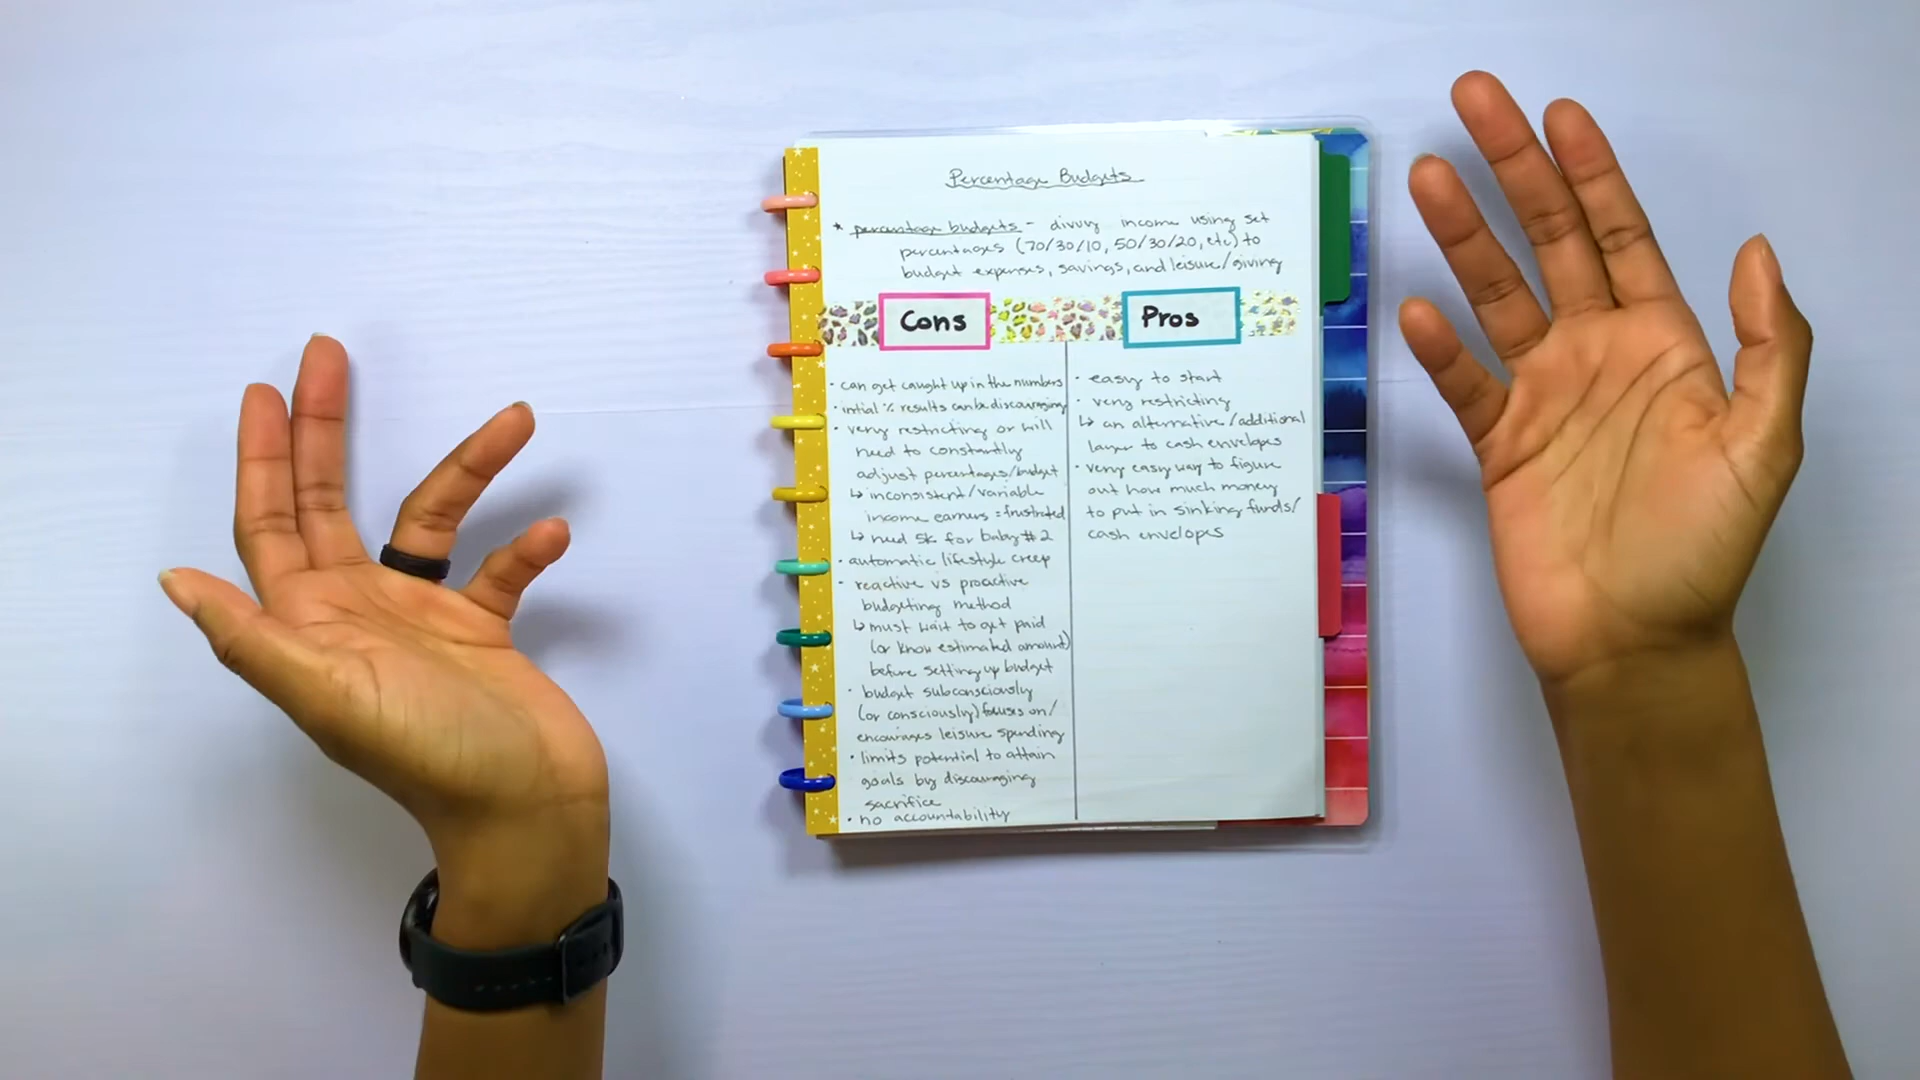 Percentage Budgets
* percentage budgets - divvy income using set
percentages (70/30/10, 50/30/20, etc) to
budget expenses, savings, and leisure/giving
Cons
· can get caught up in the numbers
· intial % results can be discouraging
· very restricting or will
need to constantly
adjust percentages/budget
↳ inconsistent/variable
income earners = frustrated
↳ need 5k for baby #2
· automatic lifestyle creep
· reactive vs proactive
budgeting method
↳ must wait to get paid
(or know estimated amount)
before setting up budget
· budget subconsciously
(or consciously) focuses on/
encourages leisure spending
· limits potential to attain
goals by discouraging
sacrifice
· no accountability
Pros
· easy to start
· very restricting
↳ an alternative/additional
layer to cash envelopes
· very easy way to figure
out how much money
to put in sinking funds/
cash envelopes